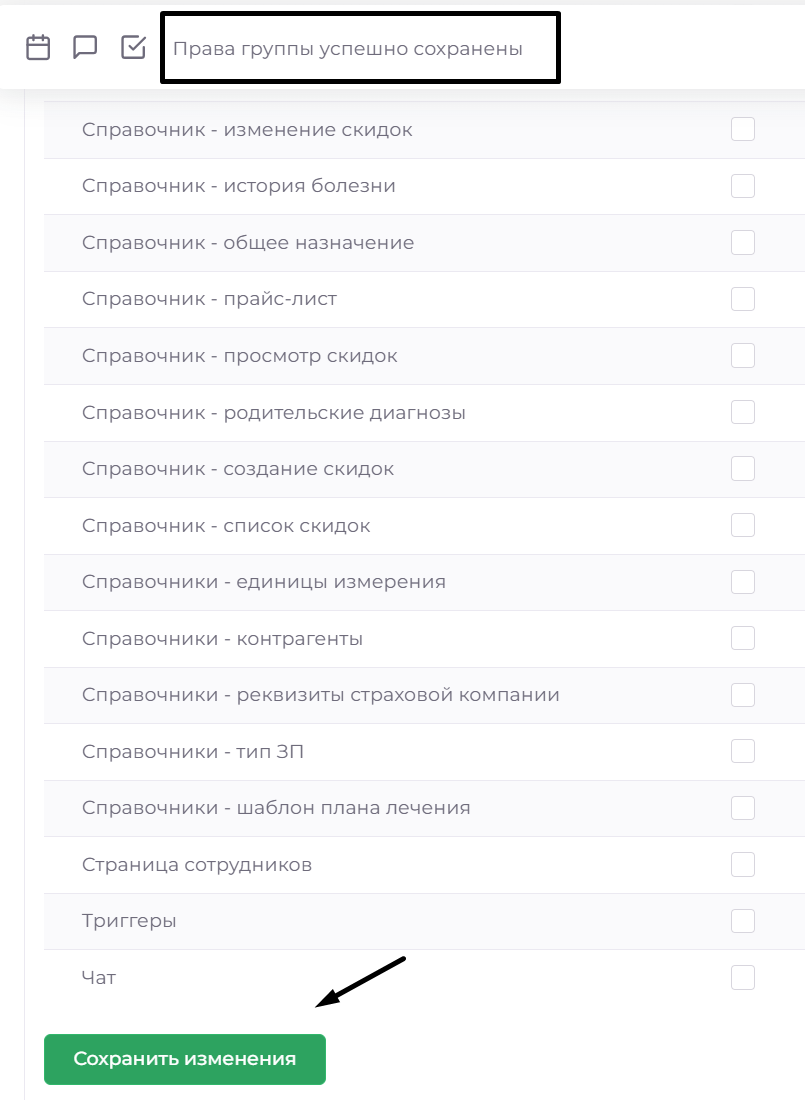 Права группы успешно сохранены
Справочник - изменение скидок
Справочник - история болезни
Справочник - общее назначение
Справочник - прайс-лист
Справочник - просмотр скидок
Справочник - родительские диагнозы
Справочник - создание скидок
Справочник - список скидок
Справочники - единицы измерения
Справочники - контрагенты
Справочники - реквизиты страховой компании
Справочники - тип ЗП
Справочники - шаблон плана лечения
Страница сотрудников
Триггеры
Чат
Сохранить изменения